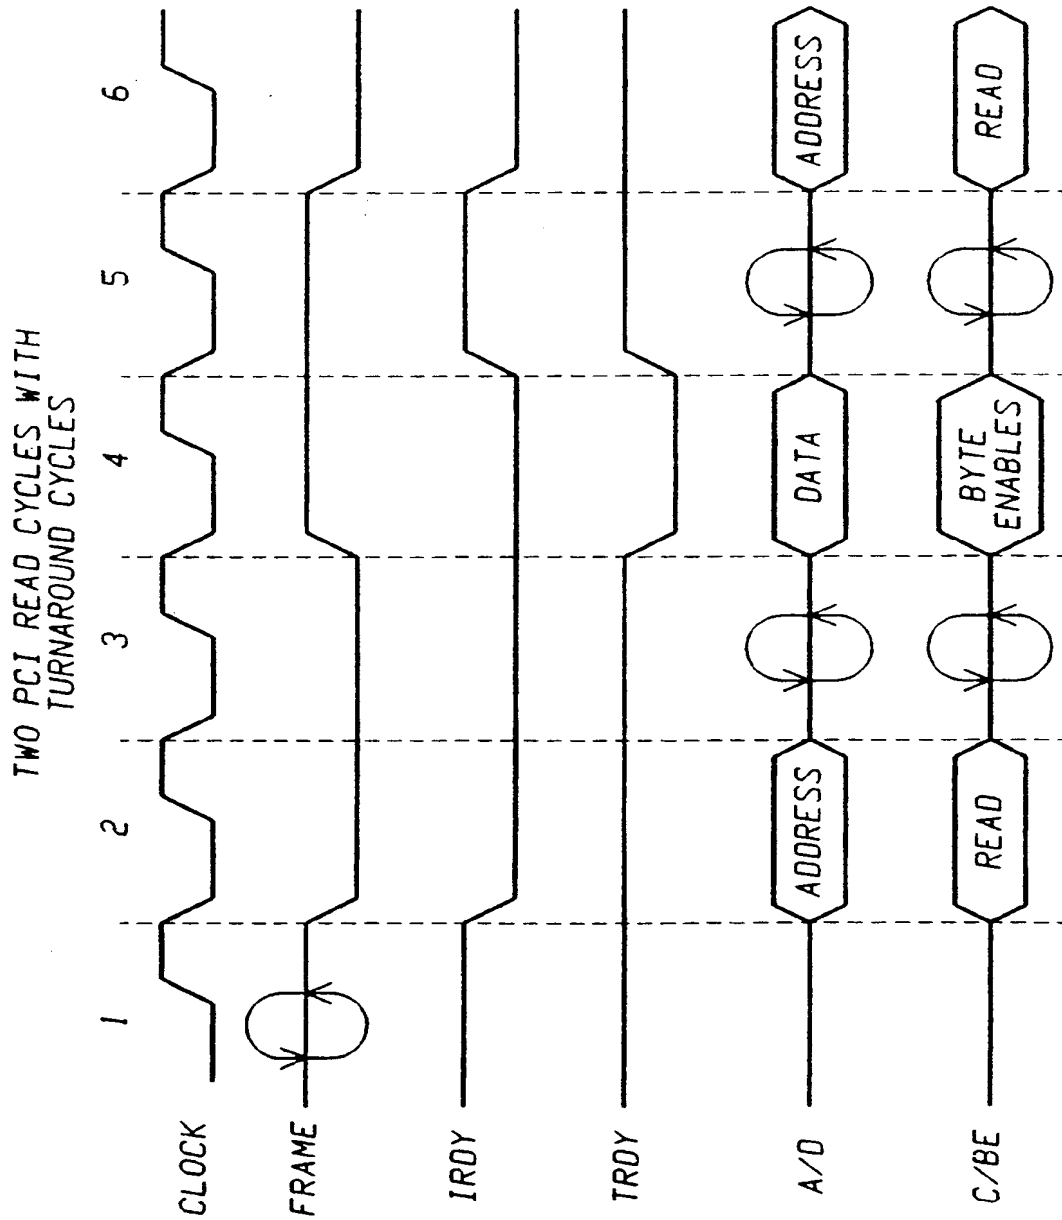 TWO PCI READ CYCLES WITH
TURNAROUND CYCLES
1 2 3 4 5 6
CLOCK
FRAME
IRDY
TRDY
A/D ADDRESS DATA ADDRESS
C/BE READ BYTE READ
ENABLES